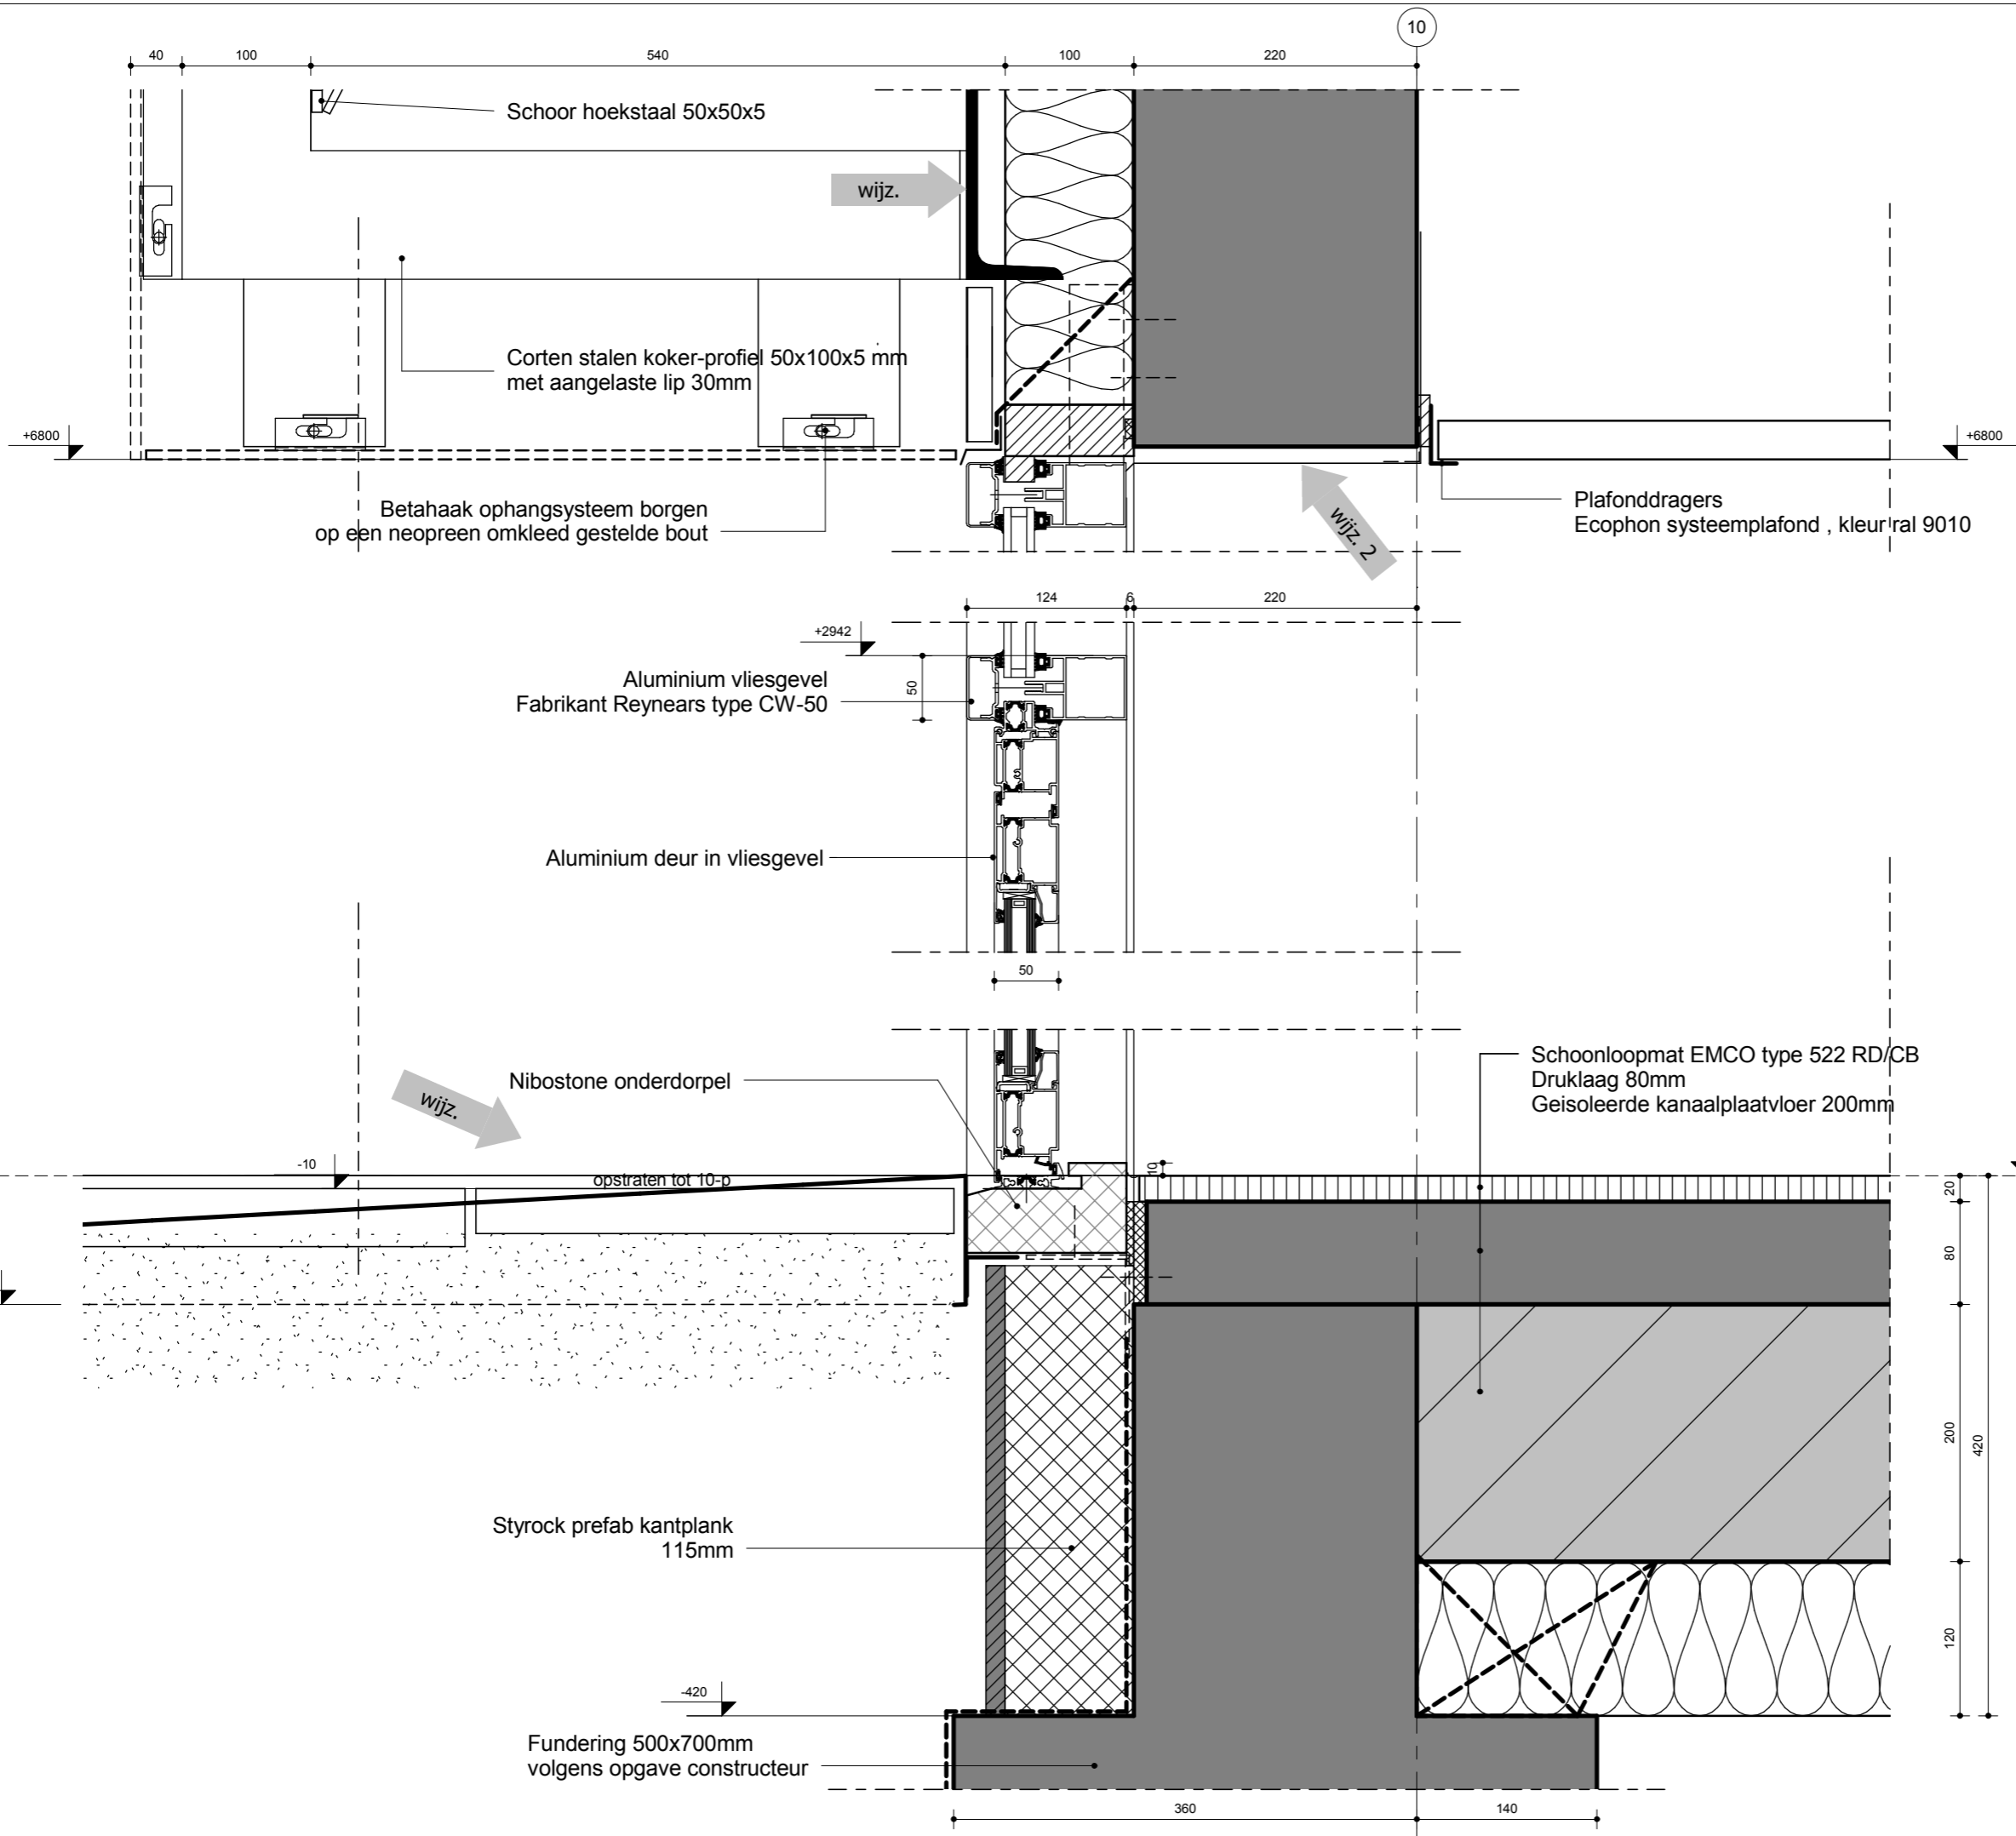 10
40 100 540 100 220
Schoor hoekstaal 50x50x5
wijz.
Corten stalen koker-profiel 50x100x5 mm
met aangelaste lip 30mm
+6800
+6800
Betahaak ophangsysteem borgen
op een neopreen omkleed gestelde bout
Plafonddragers
Ecophon systeemplafond , kleur ral 9010
wijz. 2
124 6 220
+2942
Aluminium vliesgevel
Fabrikant Reynears type CW-50
50
Aluminium deur in vliesgevel
50
Schoonloopmat EMCO type 522 RD/CB
Druklaag 80mm
Geisoleerde kanaalplaatvloer 200mm
Nibostone onderdorpel
wijz.
-10
opstraten tot 10-p
10
20
80
200
420
120
Styrock prefab kantplank
115mm
-420
Fundering 500x700mm
volgens opgave constructeur
360 140